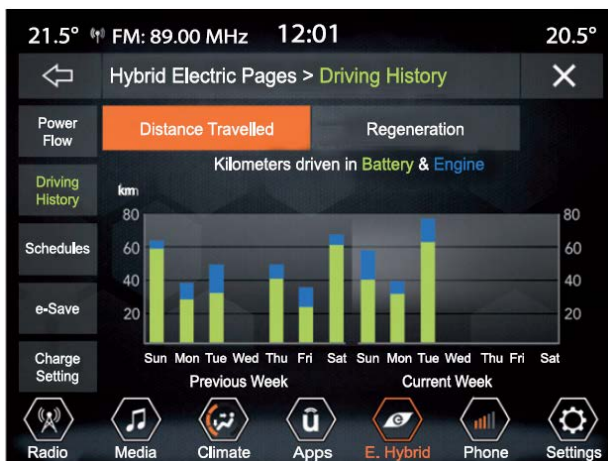 21.5° FM: 89.00 MHz 12:01 20.5°
Hybrid Electric Pages > Driving History
Power Flow
Driving History
Schedules
e-Save
Charge Setting
Distance Travelled Regeneration
Kilometers driven in Battery & Engine
km
80 80
60 60
40 40
20 20
Sun Mon Tue Wed Thu Fri Sat Sun Mon Tue Wed Thu Fri Sat
Previous Week Current Week
Radio Media Climate Apps E. Hybrid Phone Settings